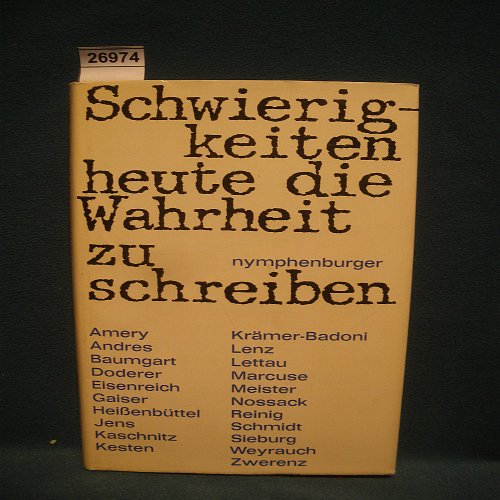 26974
Schwierig-
keiten
heute die
Wahrheit
zu
nymphenburger
schreiben
Amery
Andres
Baumgart
Doderer
Eisenreich
Gaiser
Heißenbüttel
Jens
Kaschnitz
Kesten
Krämer-Badoni
Lenz
Lettau
Marcuse
Meister
Nossack
Reinig
Schmidt
Sieburg
Weyrauch
Zwerenz